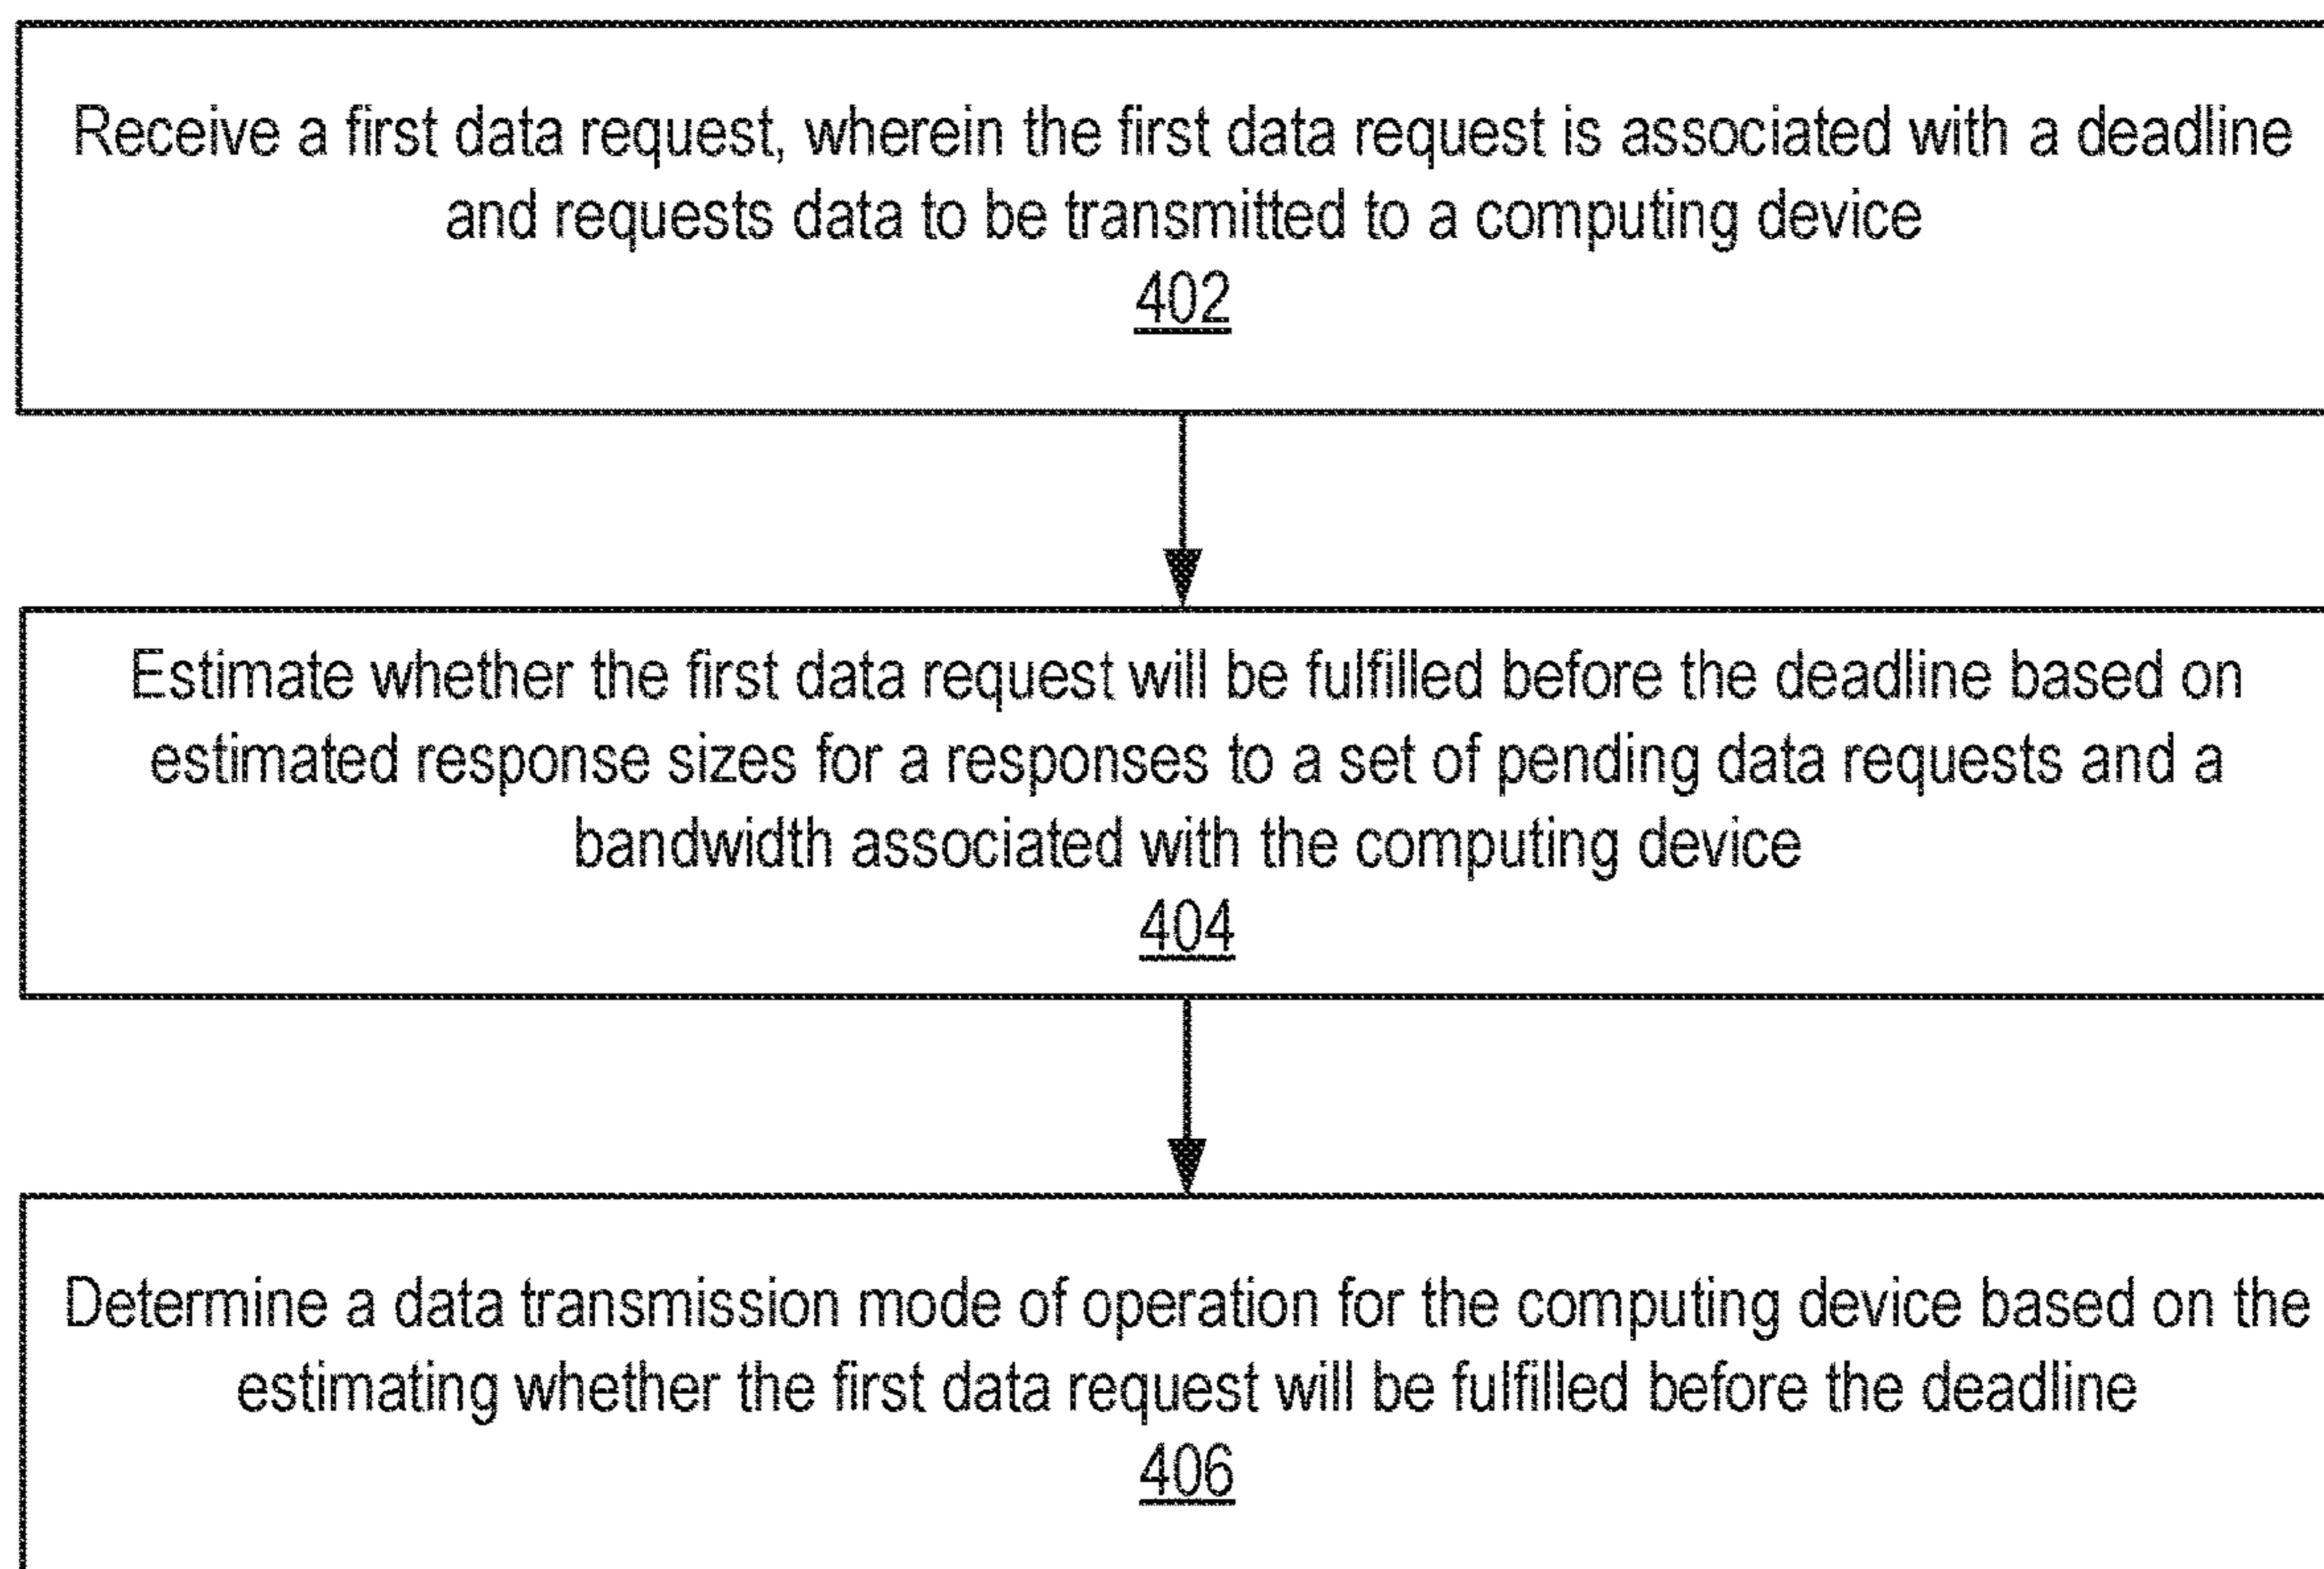 Receive a first data request, wherein the first data request is associated with a deadline
and requests data to be transmitted to a computing device
402
Estimate whether the first data request will be fulfilled before the deadline based on
estimated response sizes for a responses to a set of pending data requests and a
bandwidth associated with the computing device
404
Determine a data transmission mode of operation for the computing device based on the
estimating whether the first data request will be fulfilled before the deadline
406